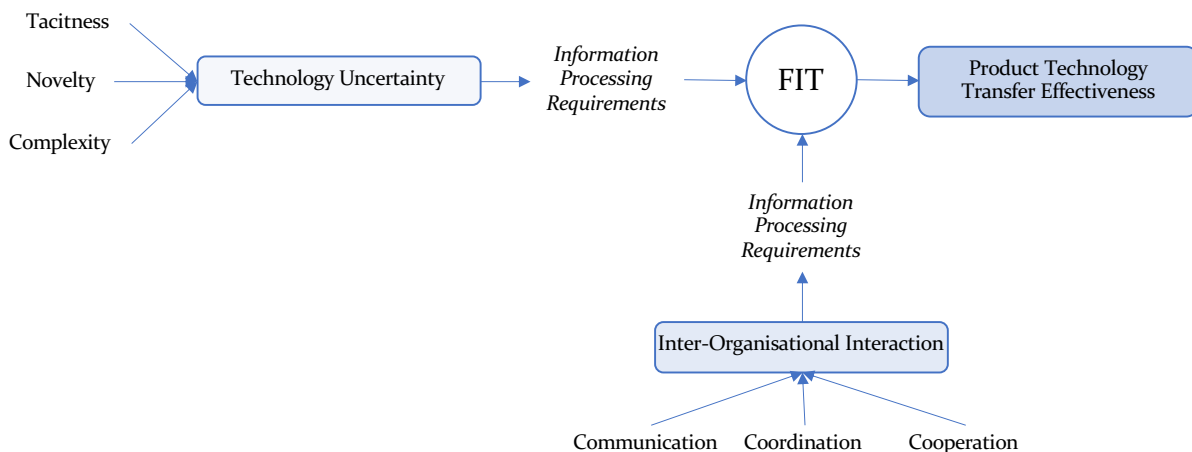 Tacitness
Novelty
Complexity
Technology Uncertainty
Information
Processing
Requirements
FIT
Product Technology
Transfer Effectiveness
Information
Processing
Requirements
Inter-Organisational Interaction
Communication
Coordination
Cooperation